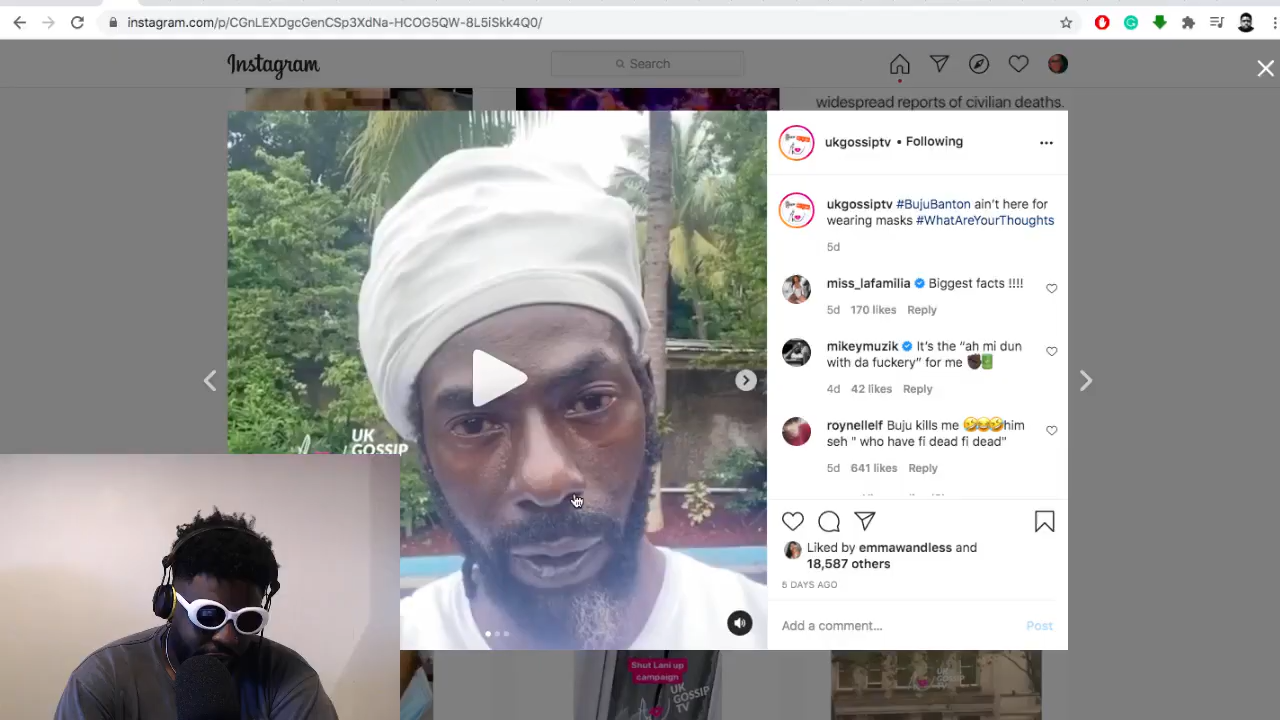 instagram.com/p/CGnLEXDgcGenCSp3XdNa-HCOG5QW-8L5lSkk4Q0/
Instagram
Search
widespread reports of civilian deaths.
ukgossiptv • Following
ukgossiptv #BujuBanton ain't here for
wearing masks #WhatAreYourThoughts
5d
miss_lafamilia Biggest facts !!!!
5d 170 likes Reply
mikeymuzik It's the “ah mi dun
with da fuckery” for me ✊🏿💚
4d 42 likes Reply
roynellelf Buju kills me 🤣😂🤣him
seh " who have fi dead fi dead"
5d 641 likes Reply
Liked by emmawandless and
18,587 others
5 DAYS AGO
Add a comment... Post
UK
GOSSIP
Shut Lani up
campaign
UK
GOSSIP
TV